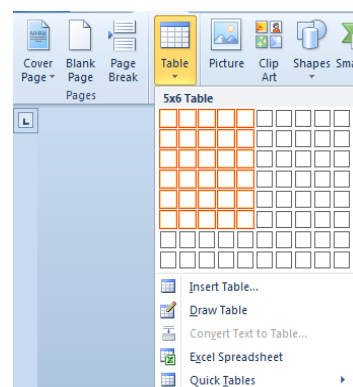 Cover Page
Blank Page
Page Break
Table
Picture
Clip Art
Shapes
Pages
5x6 Table
L
Insert Table...
Draw Table
Convert Text to Table...
Excel Spreadsheet
Quick Tables